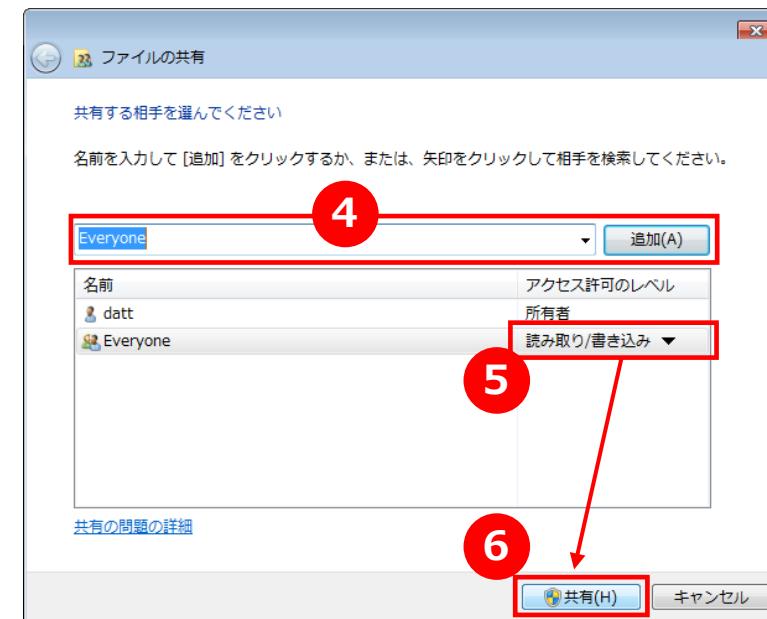 ファイルの共有
共有する相手を選んでください
名前を入力して [追加] をクリックするか、または、矢印をクリックして相手を検索してください。
4
Everyone 追加(A)
名前 アクセス許可のレベル
datt 所有者
Everyone 読み取り/書き込み ▼
5
共有の問題の詳細
6
共有(H) キャンセル